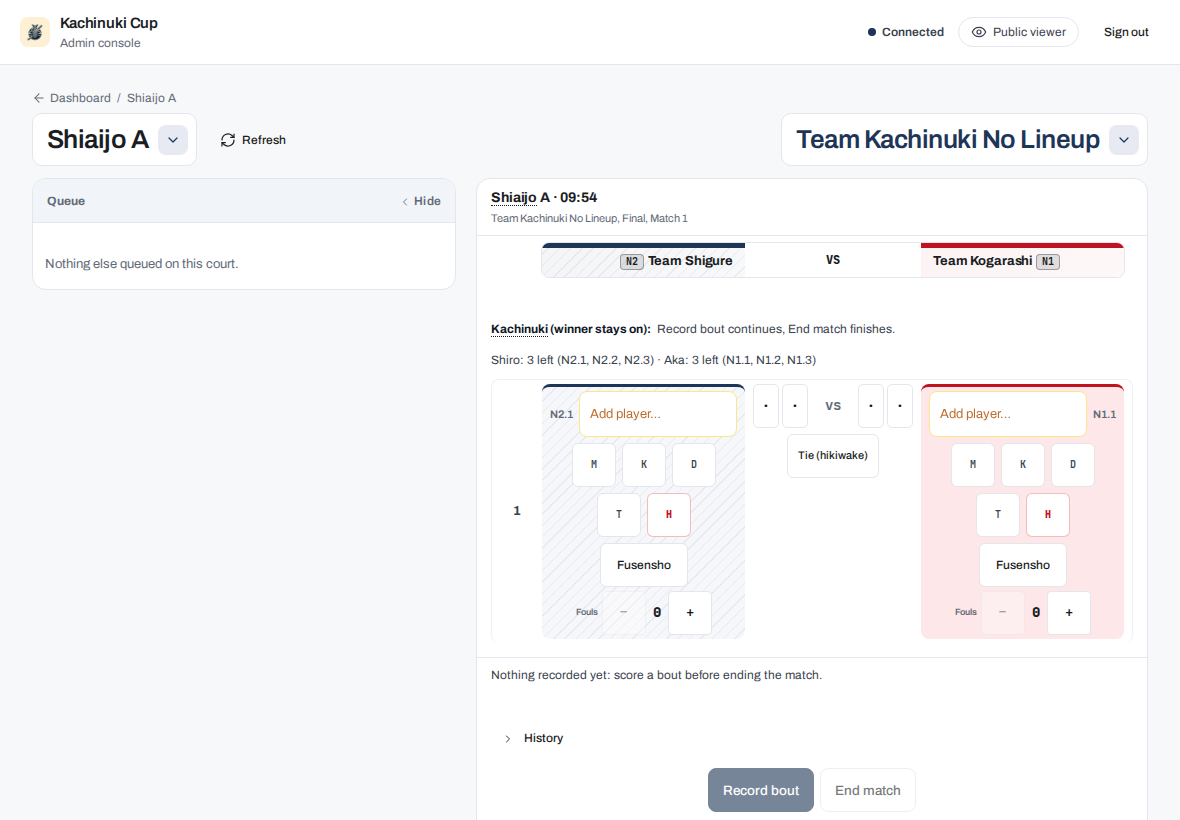 Kachinuki Cup
Admin console
Connected
Public viewer
Sign out
Dashboard / Shiaijo A
Shiaijo A
Refresh
Team Kachinuki No Lineup
Queue
Hide
Nothing else queued on this court.
Shiaijo A · 09:54
Team Kachinuki No Lineup, Final, Match 1
N2 Team Shigure
VS
Team Kogarashi N1
Kachinuki (winner stays on): Record bout continues, End match finishes.
Shiro: 3 left (N2.1, N2.2, N2.3) · Aka: 3 left (N1.1, N1.2, N1.3)
1
N2.1 Add player...
M K D
T H
Fusensho
Fouls − 0 +
· · VS · ·
Tie (hikiwake)
Add player... N1.1
M K D
T H
Fusensho
Fouls − 0 +
Nothing recorded yet: score a bout before ending the match.
History
Record bout
End match